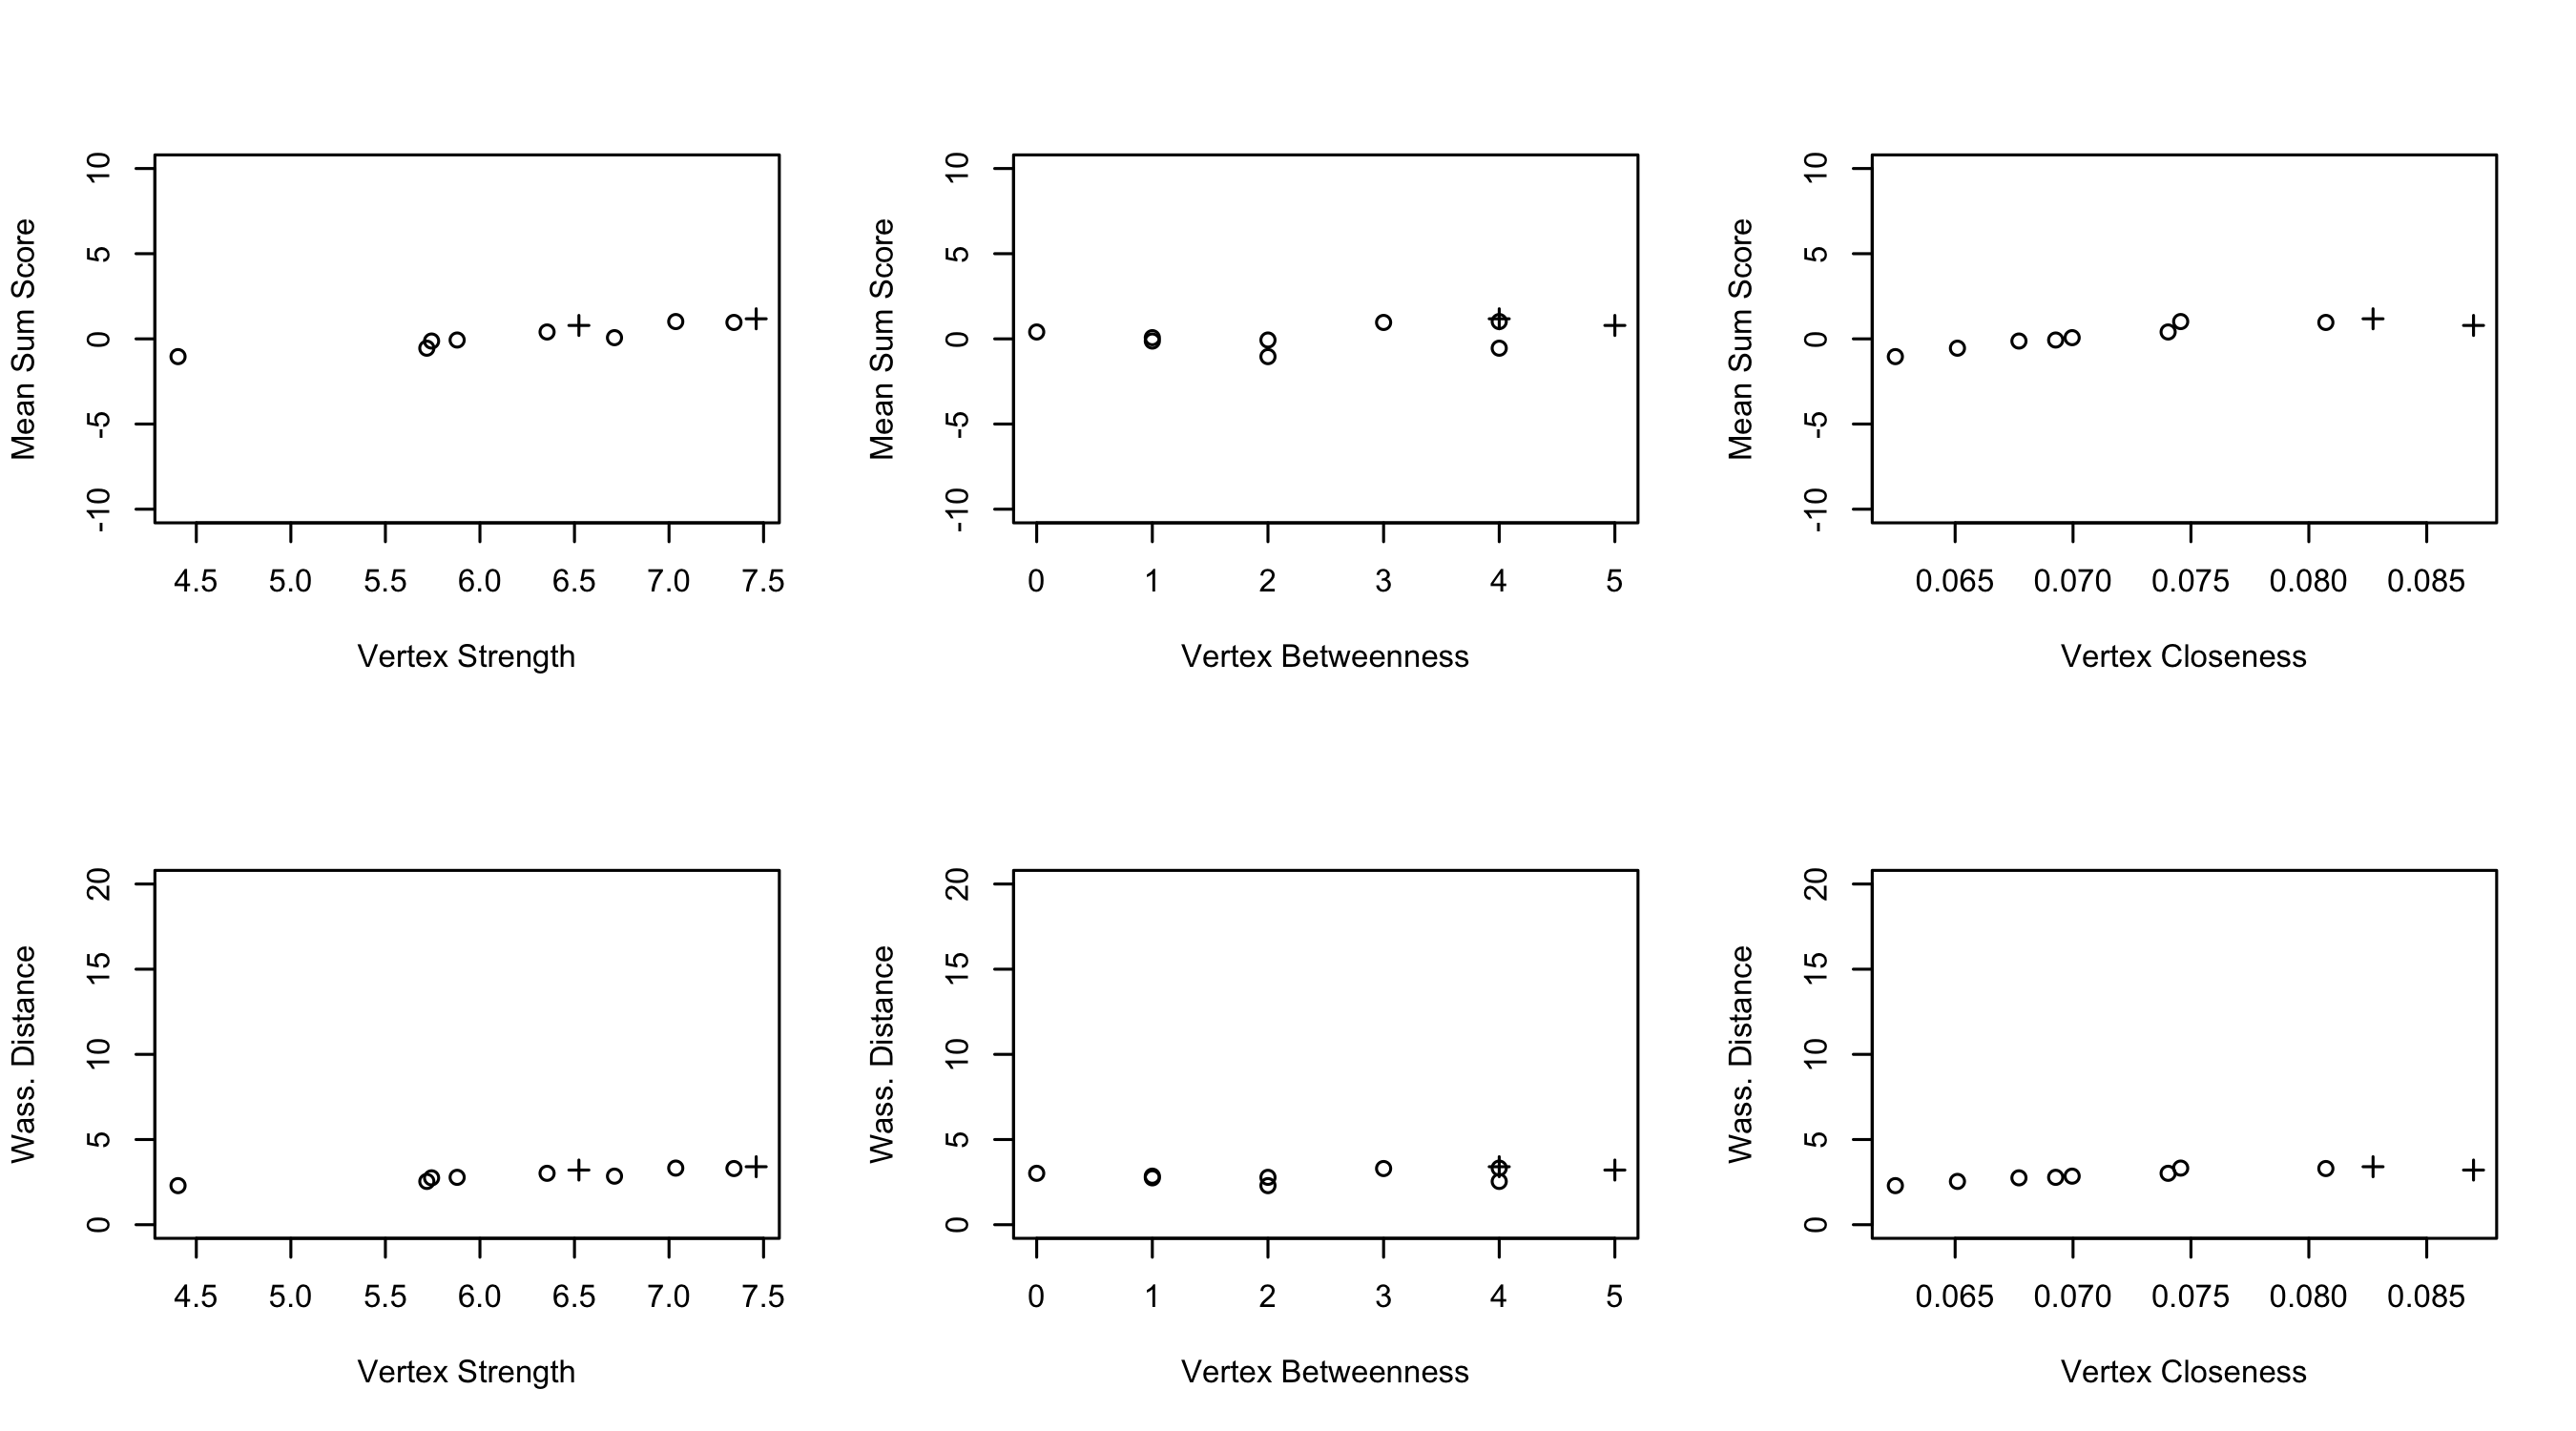 Mean Sum Score
10
5
0
-5
-10
4.5 5.0 5.5 6.0 6.5 7.0 7.5
Vertex Strength
Mean Sum Score
10
5
0
-5
-10
0 1 2 3 4 5
Vertex Betweenness
Mean Sum Score
10
5
0
-5
-10
0.065 0.070 0.075 0.080 0.085
Vertex Closeness
Wass. Distance
20
15
10
5
0
4.5 5.0 5.5 6.0 6.5 7.0 7.5
Vertex Strength
Wass. Distance
20
15
10
5
0
0 1 2 3 4 5
Vertex Betweenness
Wass. Distance
20
15
10
5
0
0.065 0.070 0.075 0.080 0.085
Vertex Closeness